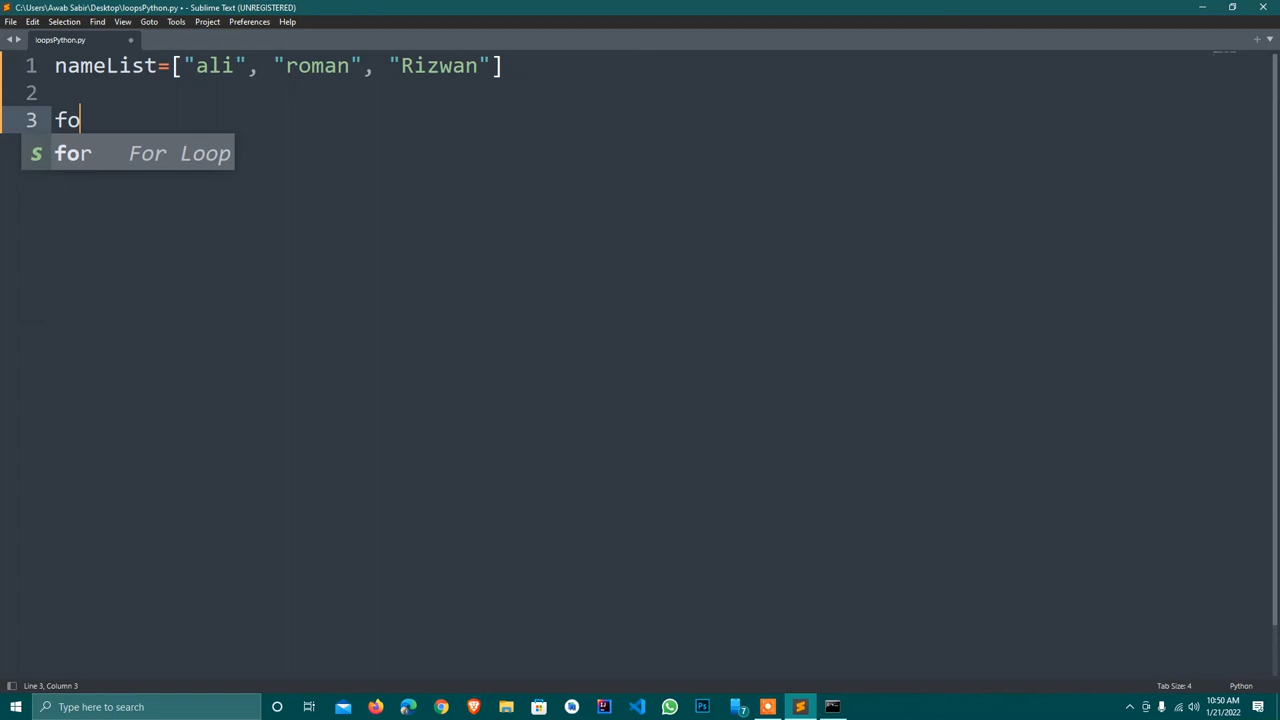 C:\Users\Awab Sabir\Desktop\loopsPython.py • - Sublime Text (UNREGISTERED)
File Edit Selection Find View Goto Tools Project Preferences Help
loopsPython.py
1 nameList=["ali", "roman", "Rizwan"]
2
3 fo
s for For Loop
Line 3, Column 3 Tab Size: 4 Python
Type here to search
7
10:50 AM
1/21/2022